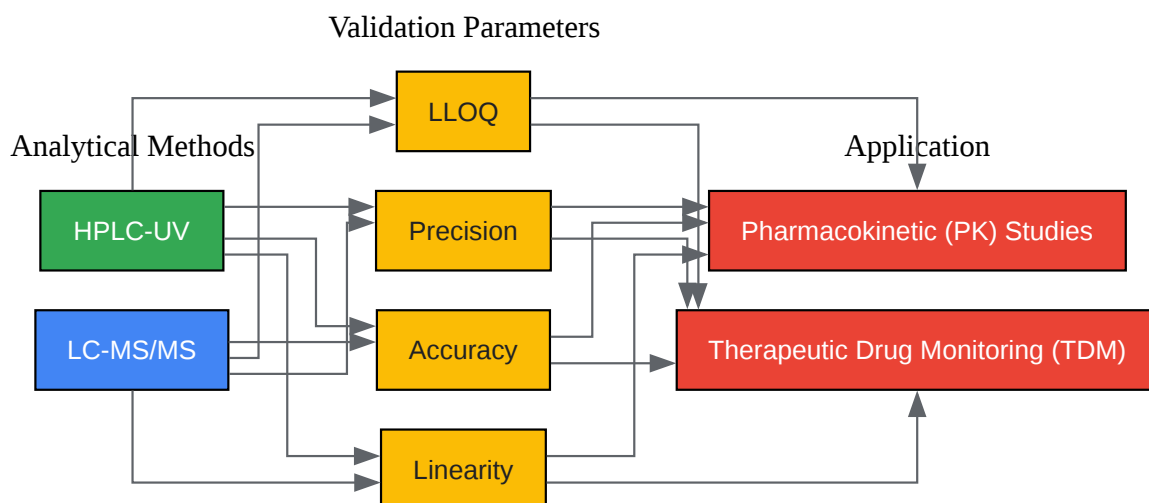 Validation Parameters
LLOQ
Analytical Methods
Application
HPLC-UV
Precision
Pharmacokinetic (PK) Studies
LC-MS/MS
Accuracy
Therapeutic Drug Monitoring (TDM)
Linearity